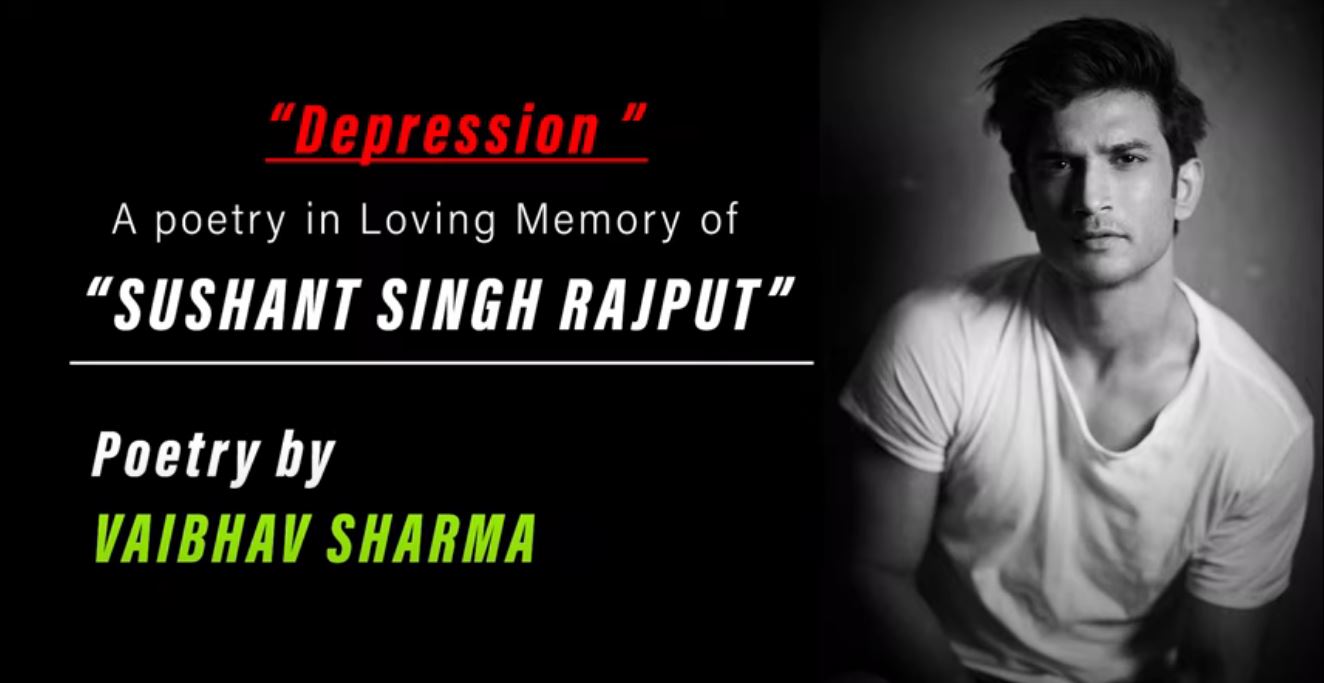 “Depression ”
A poetry in Loving Memory of
“SUSHANT SINGH RAJPUT”
Poetry by
VAIBHAV SHARMA